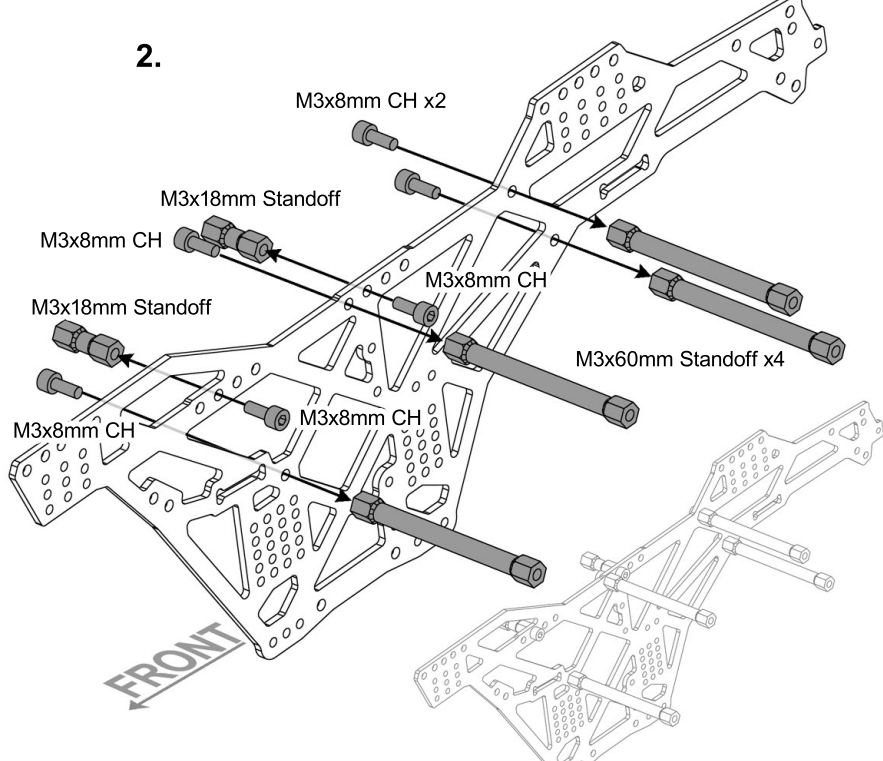 2.
M3x8mm CH x2
M3x18mm Standoff
M3x8mm CH
M3x8mm CH
M3x18mm Standoff
M3x60mm Standoff x4
M3x8mm CH
M3x8mm CH
FRONT